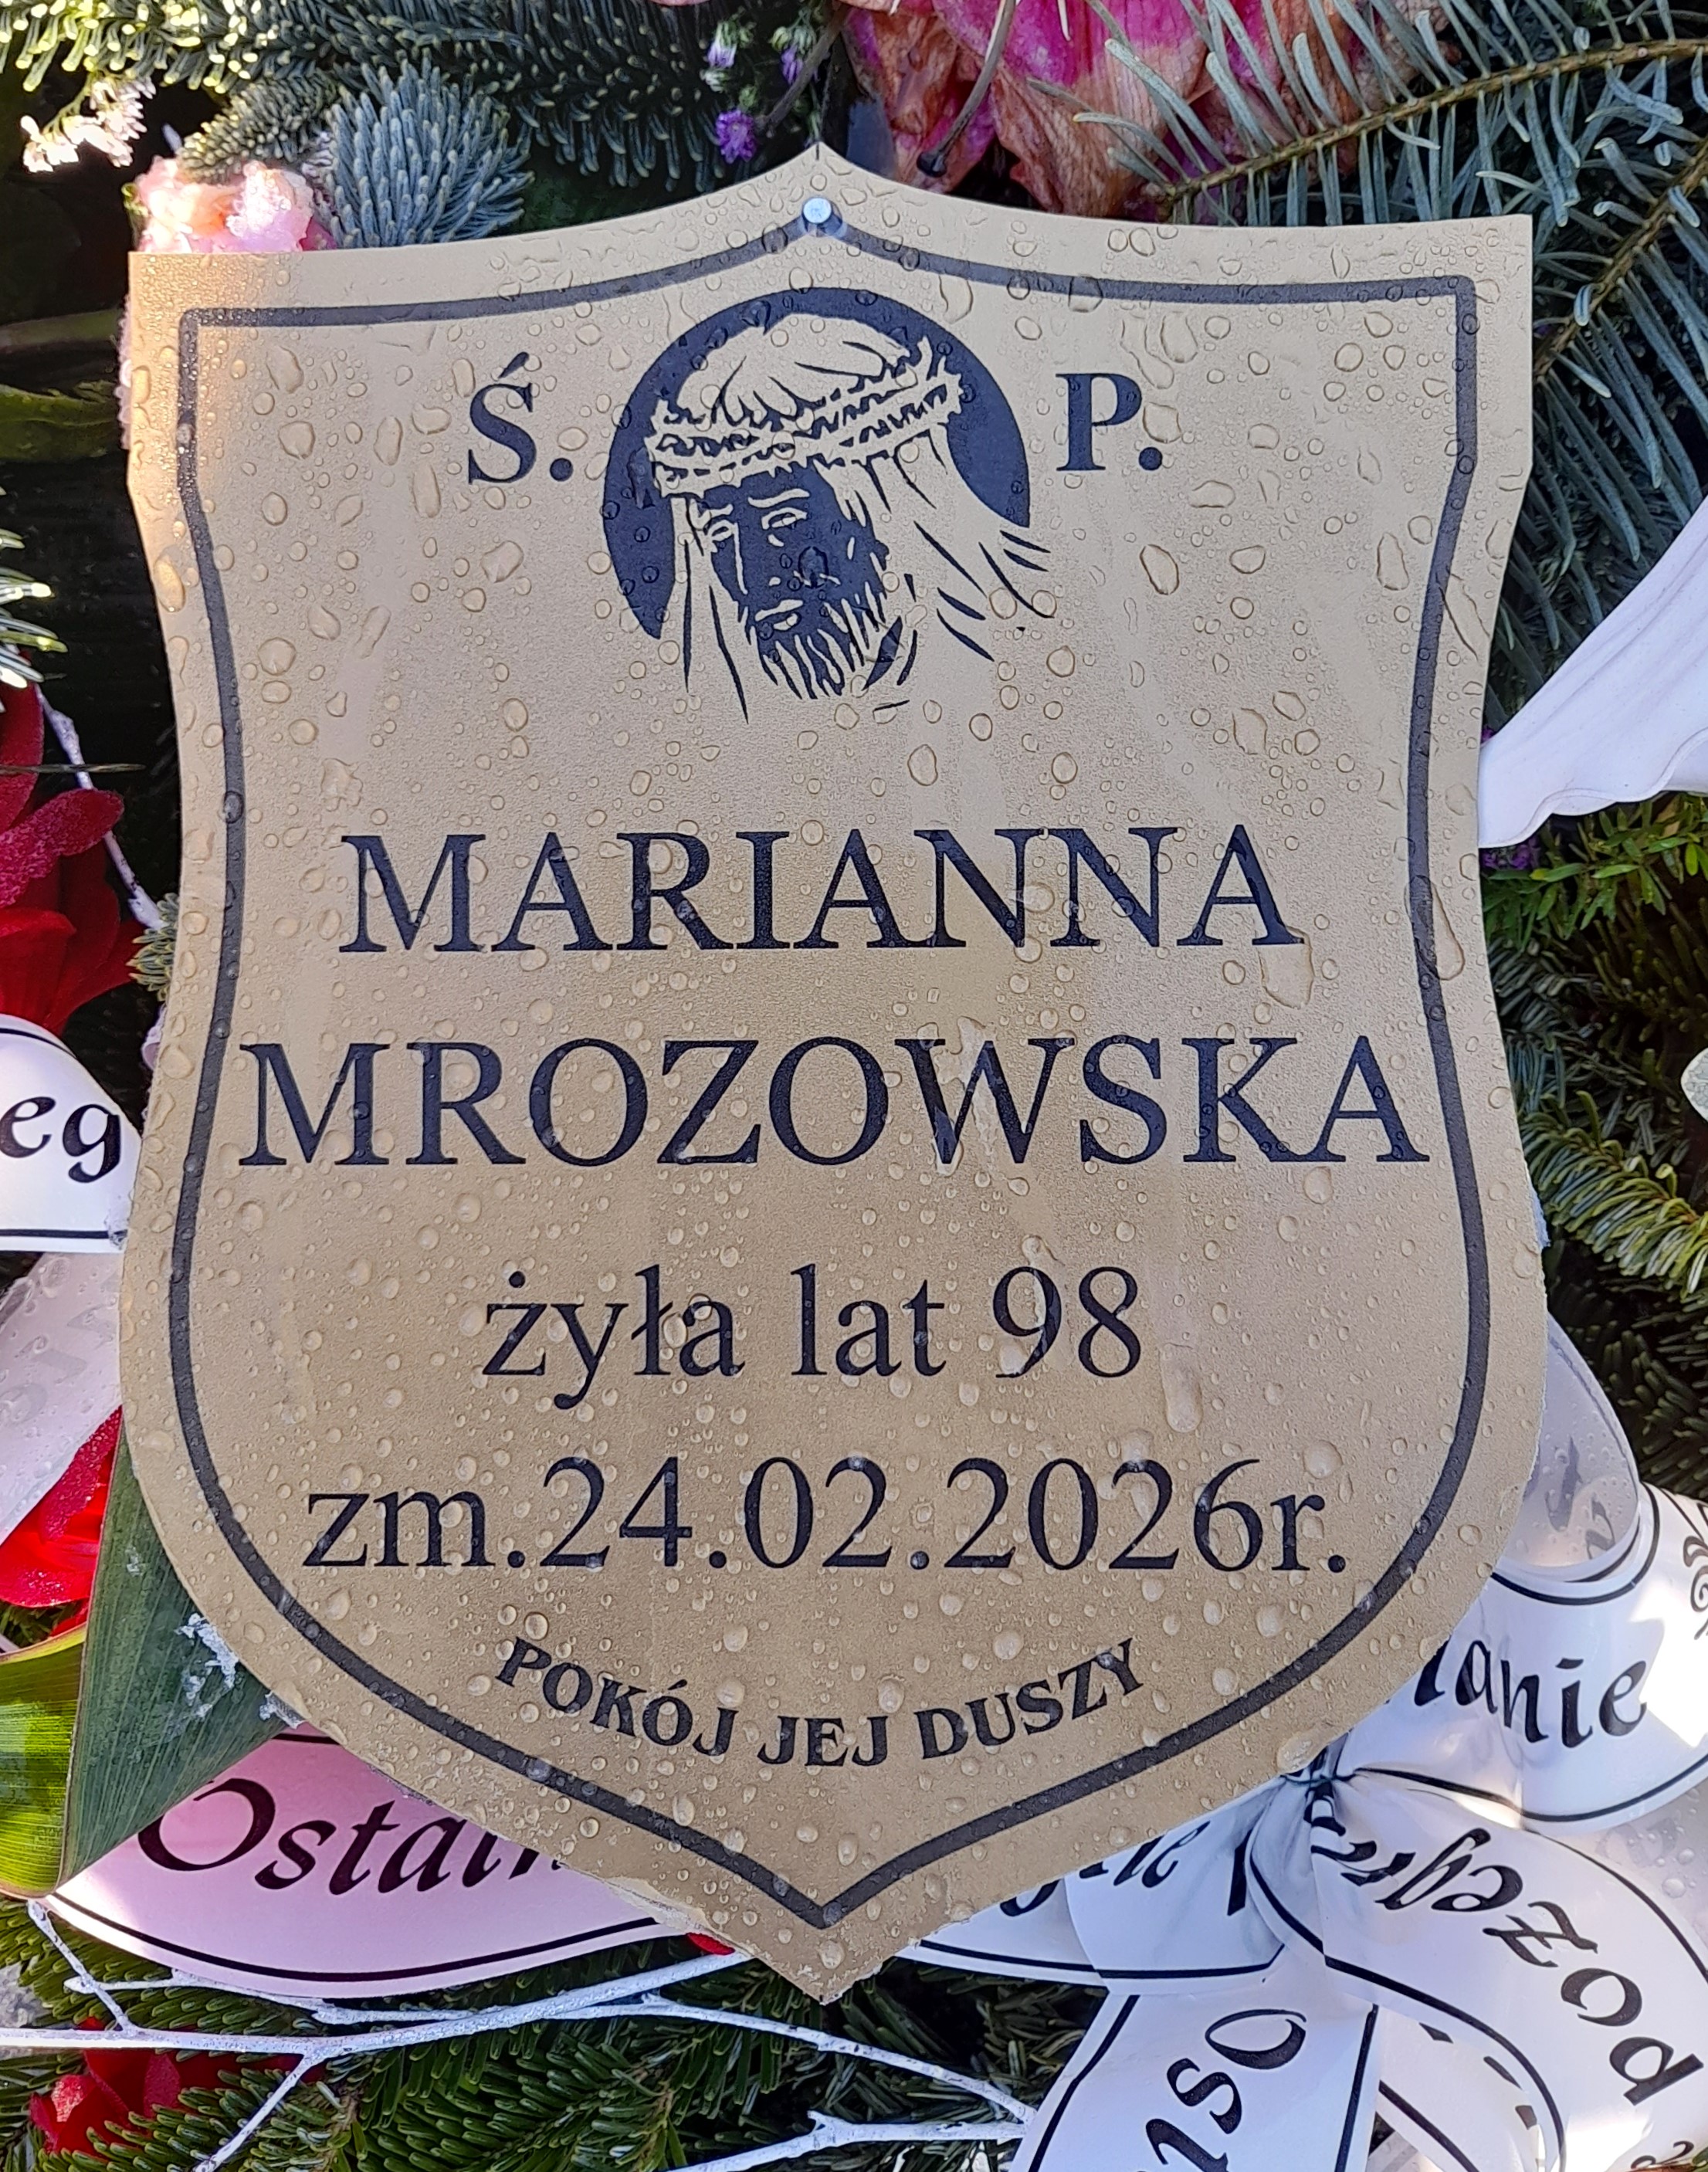 Ś. P.
MARIANNA
MROZOWSKA
żyła lat 98
zm.24.02.2026r.
POKÓJ JEJ DUSZY